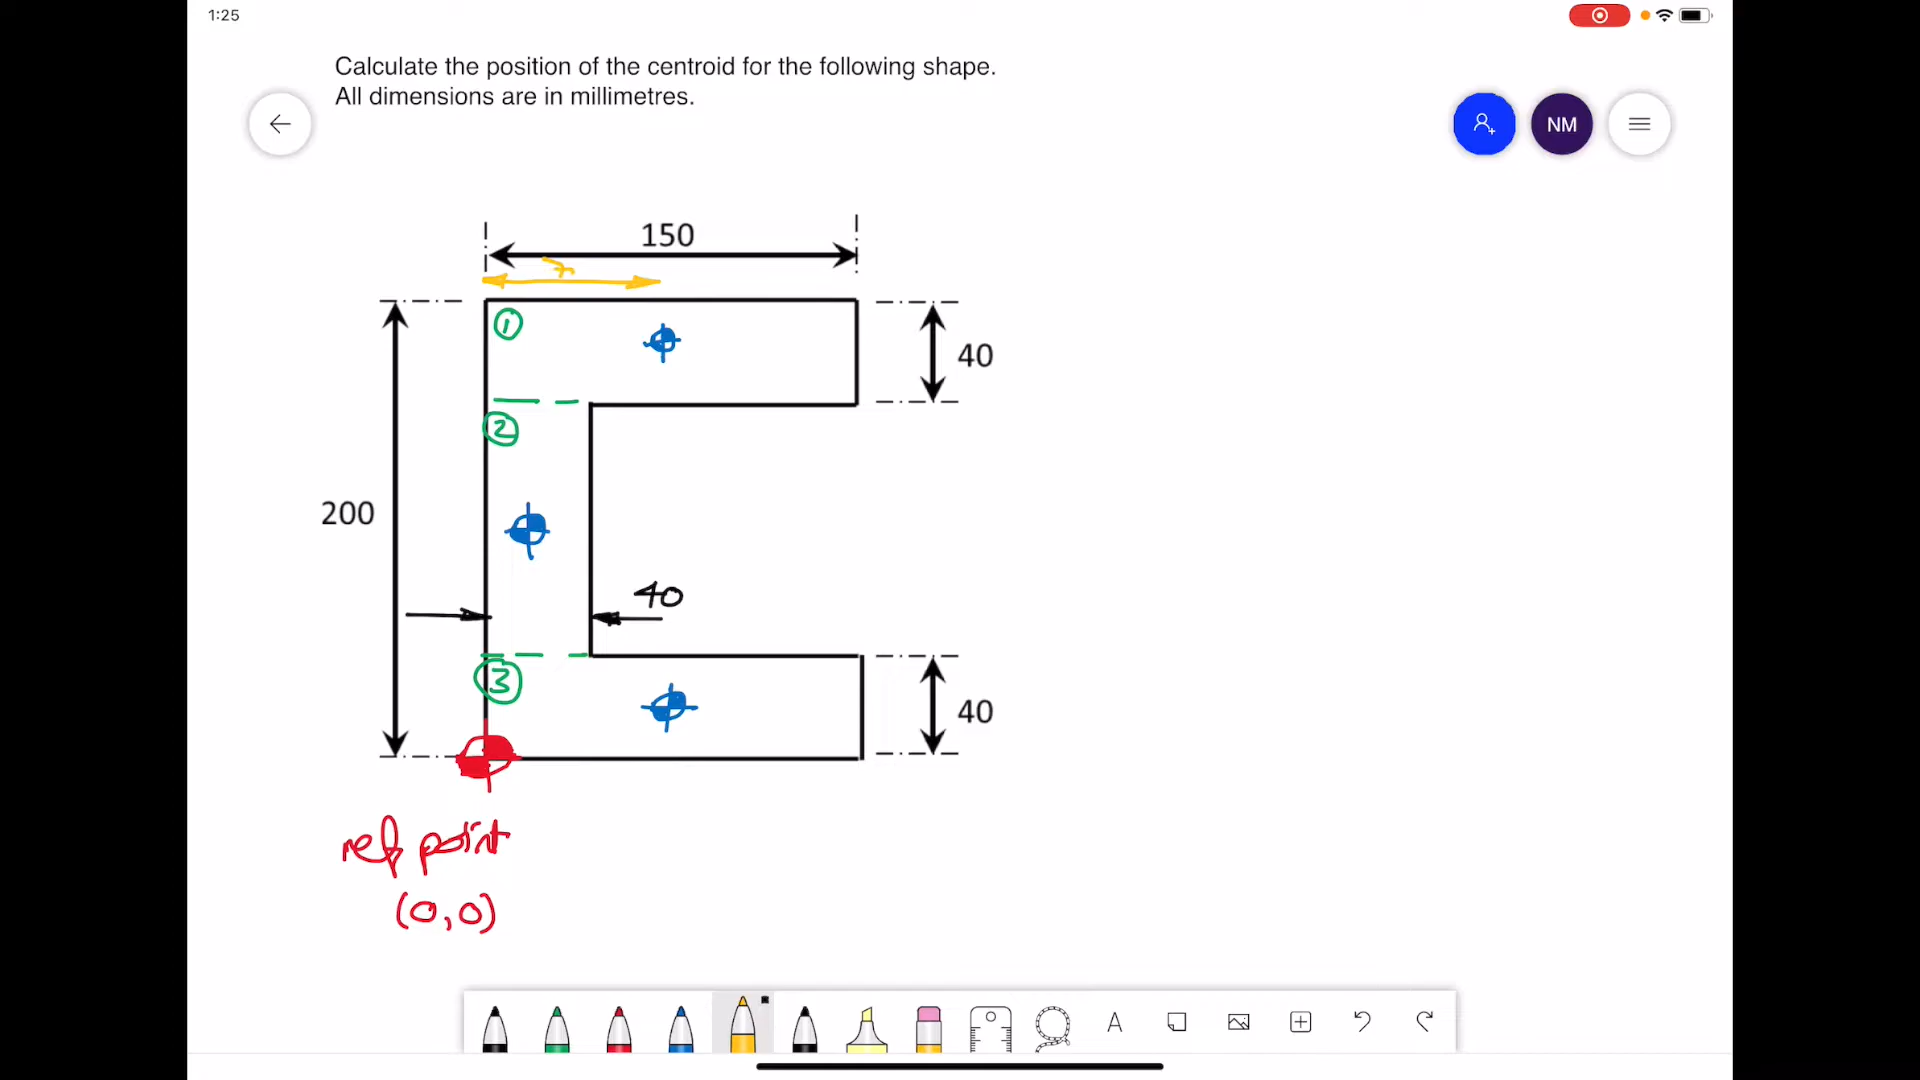 1:25
Calculate the position of the centroid for the following shape.
All dimensions are in millimetres.
NM
150
1
40
2
200
40
3
40
ref point
(0,0)
A